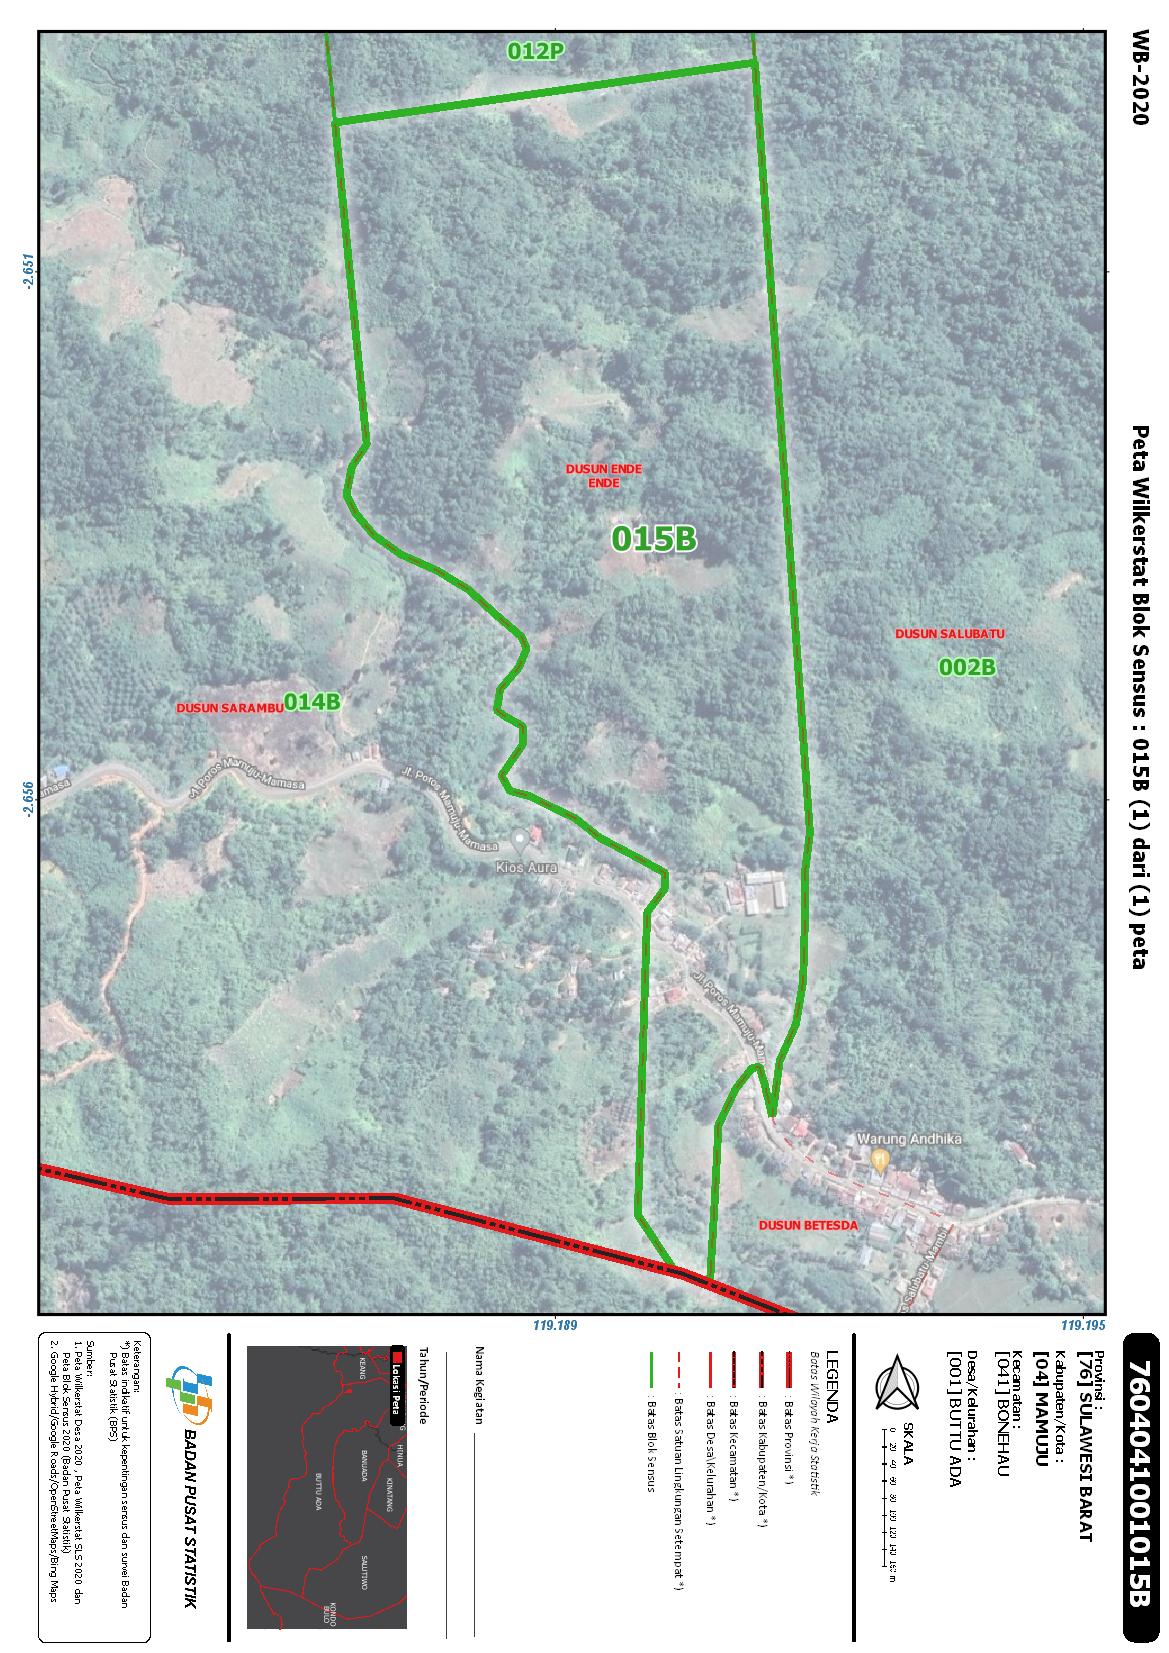 WB-2020
Peta Wilkerstat Blok Sensus : 015B (1) dari (1) peta
7604041001015B
012P
DUSUN ENDE
ENDE
015B
DUSUN SALUBATU
002B
DUSUN SARAMBU
014B
Jl. Poros Mamuju-Mamasa
Jl. Poros Mamuju-Mamasa
Kios Aura
Jl. Poros Mamuju-Mam
Warung Andhika
DUSUN BETESDA
-2.651
-2.656
119.189
119.195
Provinsi :
[76] SULAWESI BARAT
Kabupaten/Kota :
[04] MAMUJU
Kecamatan :
[041] BONEHAU
Desa/Kelurahan :
[001] BUTTU ADA
SKALA
0 20 40 60 80 100 120 140 160 m
LEGENDA
Batas Wilayah Kerja Statistik
: Batas Provinsi *)
: Batas Kabupaten/Kota *)
: Batas Kecamatan *)
: Batas Desa\Kelurahan *)
: Batas Satuan Lingkungan Setempat *)
: Batas Blok Sensus
Nama Kegiatan
Tahun/Periode
Lokasi Peta
KEANG
HINUA
BANUADA
KINATANG
BUTTU ADA
SALUTIWO
KONDO
BULO
BADAN PUSAT STATISTIK
Keterangan:
*) Batas indikatif untuk kepentingan sensus dan survei Badan
Pusat Statistik (BPS)
Sumber:
1. Peta Wilkerstat Desa 2020 , Peta Wilkerstat SLS 2020 dan
Peta Blok Sensus 2020 (Badan Pusat Statistik)
2. Google Hybrid/Google Roads/OpenStreetMaps/Bing Maps